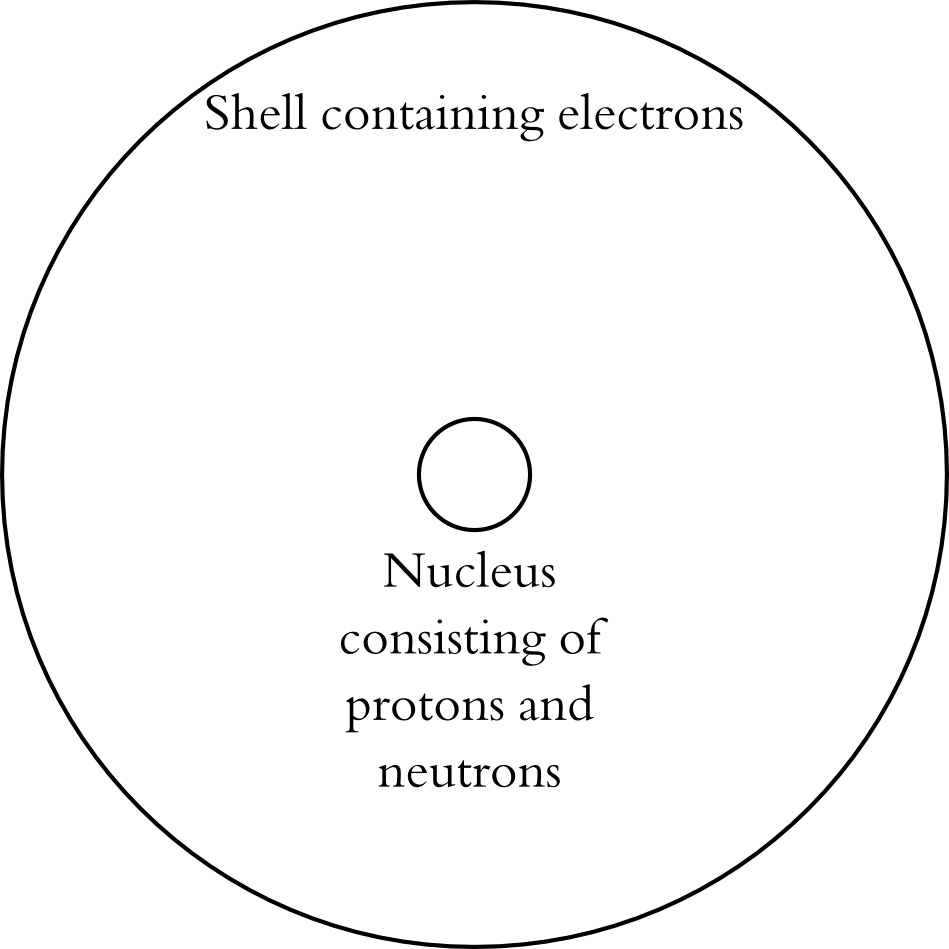 Shell containing electrons
Nucleus
consisting of
protons and
neutrons